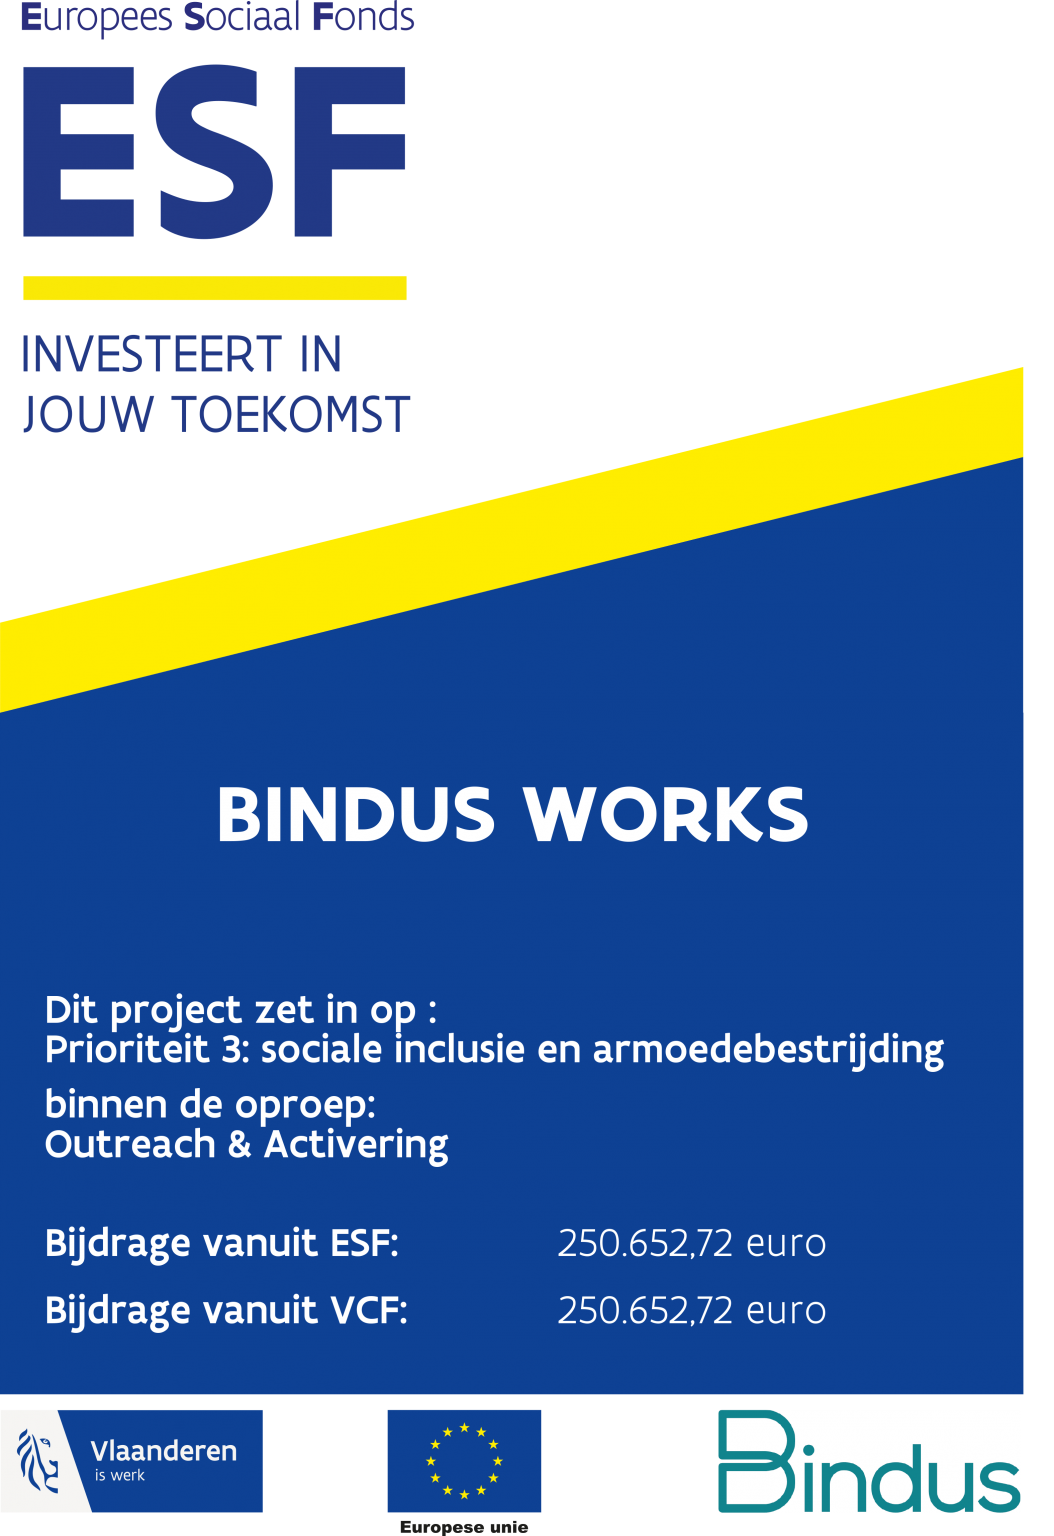 Europees Sociaal Fonds
ESF
INVESTEERT IN
JOUW TOEKOMST
BINDUS WORKS
Dit project zet in op :
Prioriteit 3: sociale inclusie en armoedebestrijding
binnen de oproep:
Outreach & Activering
Bijdrage vanuit ESF: 250.652,72 euro
Bijdrage vanuit VCF: 250.652,72 euro
Vlaanderen
is werk
Europese unie
Bindus